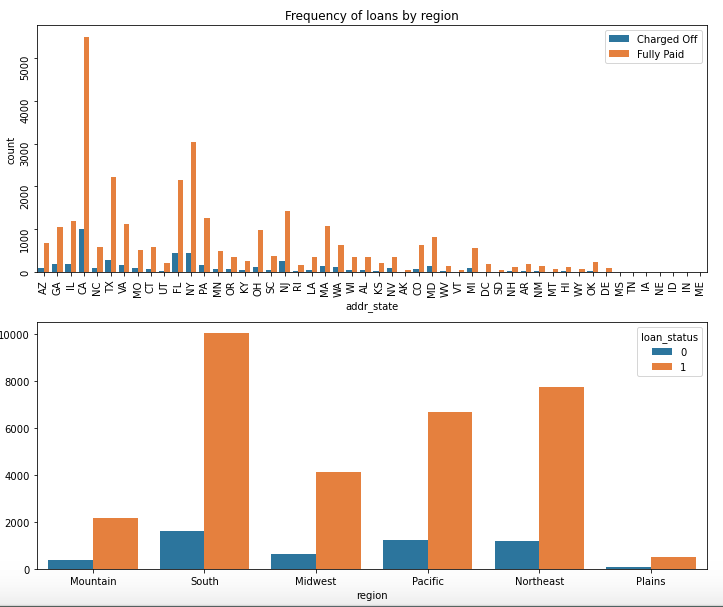 Frequency of loans by region
Charged Off
Fully Paid
5000
4000
3000
2000
1000
0
count
AZ GA IL CA NC TX VA MO CT UT FL NY PA MN OR KY OH SC NJ RI LA MA WA WI AL KS NV AK CO MD WV VT MI DC SD NH AR NM MT HI WY OK DE MS TN IA NE ID IN ME
addr_state
loan_status
0
1
10000
8000
6000
4000
2000
0
Mountain South Midwest Pacific Northeast Plains
region